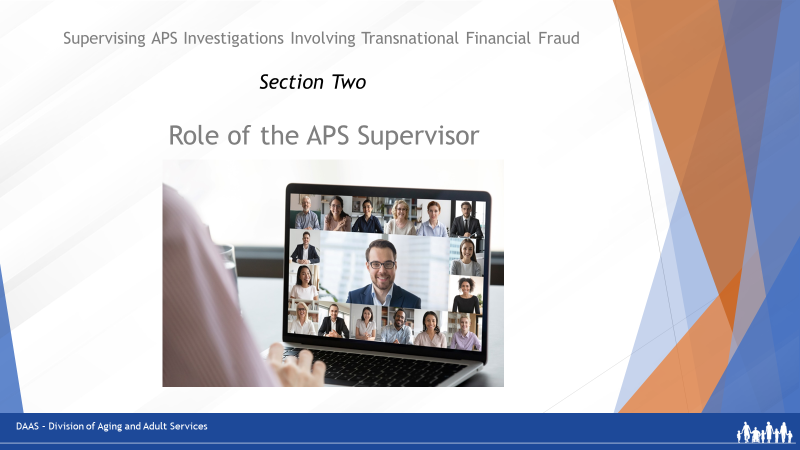 Supervising APS Investigations Involving Transnational Financial Fraud
Section Two
Role of the APS Supervisor
DAAS – Division of Aging and Adult Services